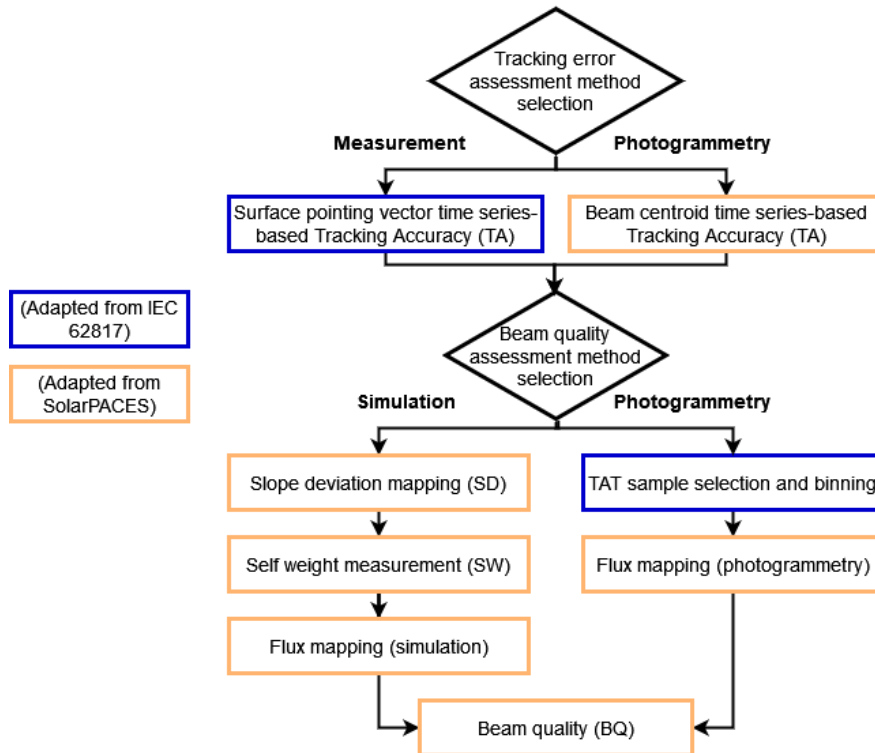 Tracking error
assessment method
selection
Measurement
Photogrammetry
Surface pointing vector time series-
based Tracking Accuracy (TA)
Beam centroid time series-based
Tracking Accuracy (TA)
(Adapted from IEC
62817)
(Adapted from
SolarPACES)
Beam quality
assessment method
selection
Simulation
Photogrammetry
Slope deviation mapping (SD)
TAT sample selection and binning
Self weight measurement (SW)
Flux mapping (photogrammetry)
Flux mapping (simulation)
Beam quality (BQ)